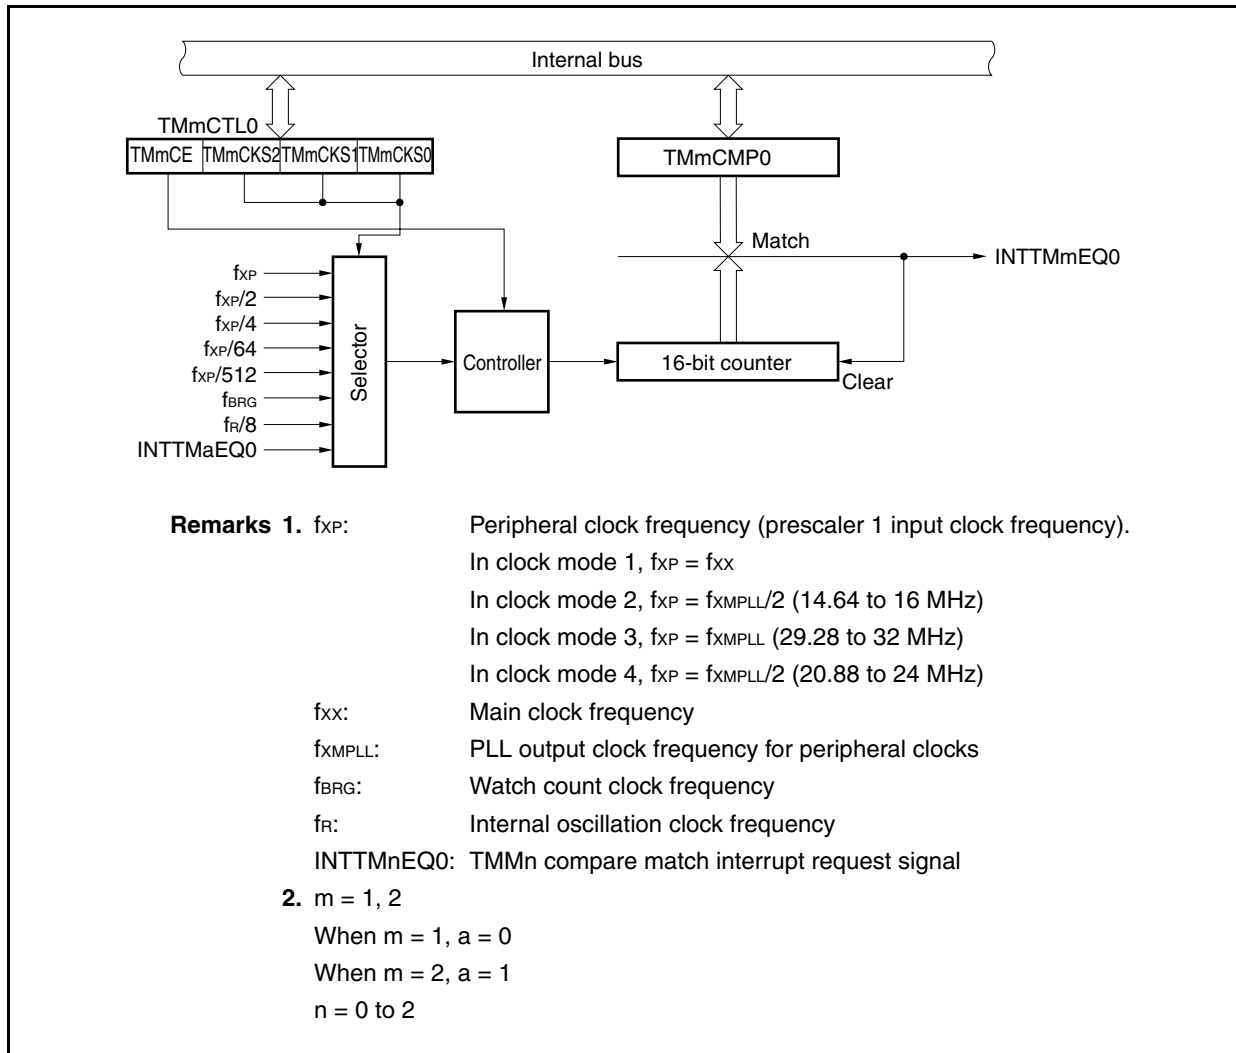 Internal bus
TMmCTL0
TMmCE TMmCKS2 TMmCKS1 TMmCKS0
TMmCMP0
Match
INTTMmEQ0
fXP
fXP/2
fXP/4
fXP/64
fXP/512
fBRG
fR/8
INTTMaEQ0
Selector
Controller
16-bit counter
Clear
Remarks 1. fXP: Peripheral clock frequency (prescaler 1 input clock frequency).
In clock mode 1, fXP = fXX
In clock mode 2, fXP = fXMPLL/2 (14.64 to 16 MHz)
In clock mode 3, fXP = fXMPLL (29.28 to 32 MHz)
In clock mode 4, fXP = fXMPLL/2 (20.88 to 24 MHz)
fXX: Main clock frequency
fXMPLL: PLL output clock frequency for peripheral clocks
fBRG: Watch count clock frequency
fR: Internal oscillation clock frequency
INTTMnEQ0: TMMn compare match interrupt request signal
2. m = 1, 2
When m = 1, a = 0
When m = 2, a = 1
n = 0 to 2